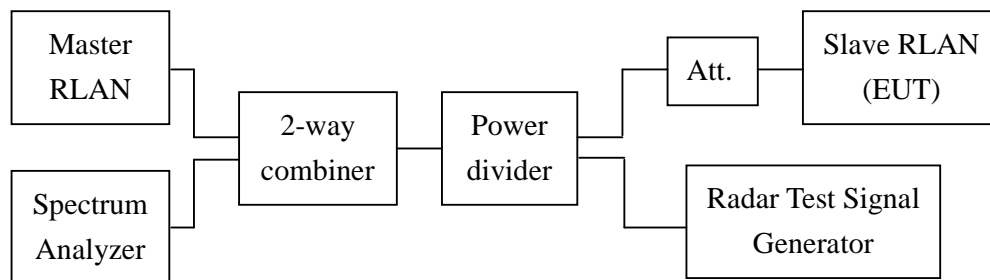 Master
RLAN
Spectrum
Analyzer
2-way
combiner
Power
divider
Att.
Slave RLAN
(EUT)
Radar Test Signal
Generator